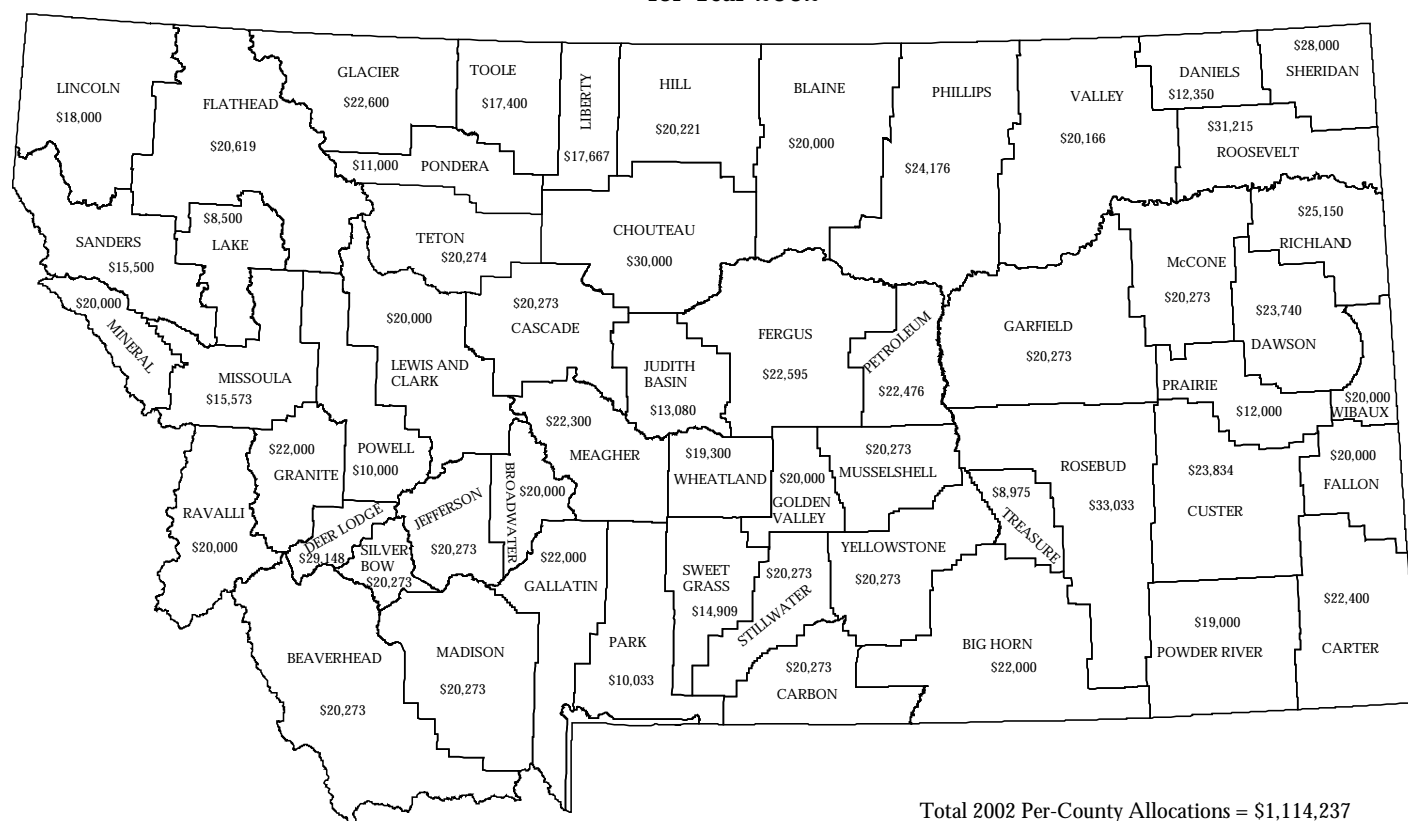 $28,000
SHERIDAN
GLACIER
$22,600
TOOLE
$17,400
LIBERTY
$17,667
HILL
$20,221
BLAINE
$20,000
PHILLIPS
$24,176
VALLEY
$20,166
DANIELS
$12,350
LINCOLN
$18,000
FLATHEAD
$20,619
$31,215
ROOSEVELT
$11,000 PONDERA
$8,500
LAKE
SANDERS
$15,500
TETON
$20,274
CHOUTEAU
$30,000
$25,150
RICHLAND
McCONE
$20,273
$20,000
MINERAL
$20,000
LEWIS AND
CLARK
$20,273
CASCADE
FERGUS
$22,595
PETROLEUM
$22,476
GARFIELD
$20,273
$23,740
DAWSON
MISSOULA
$15,573
JUDITH
BASIN
$13,080
PRAIRIE
$12,000
$20,000
WIBAUX
$22,000
GRANITE
POWELL
$10,000
$22,300
MEAGHER
$19,300
WHEATLAND
$20,000
GOLDEN
VALLEY
$20,273
MUSSELSHELL
ROSEBUD
$33,033
$23,834
CUSTER
$20,000
FALLON
RAVALLI
$20,000
DEER LODGE
$29,148
SILVER
BOW
$20,273
JEFFERSON
$20,273
BROADWATER
$20,000
$22,000
GALLATIN
SWEET
GRASS
$14,909
$20,273
STILLWATER
YELLOWSTONE
$20,273
$8,975
TREASURE
BEAVERHEAD
$20,273
MADISON
$20,273
PARK
$10,033
$20,273
CARBON
BIG HORN
$22,000
$19,000
POWDER RIVER
$22,400
CARTER
Total 2002 Per-County Allocations = $1,114,237